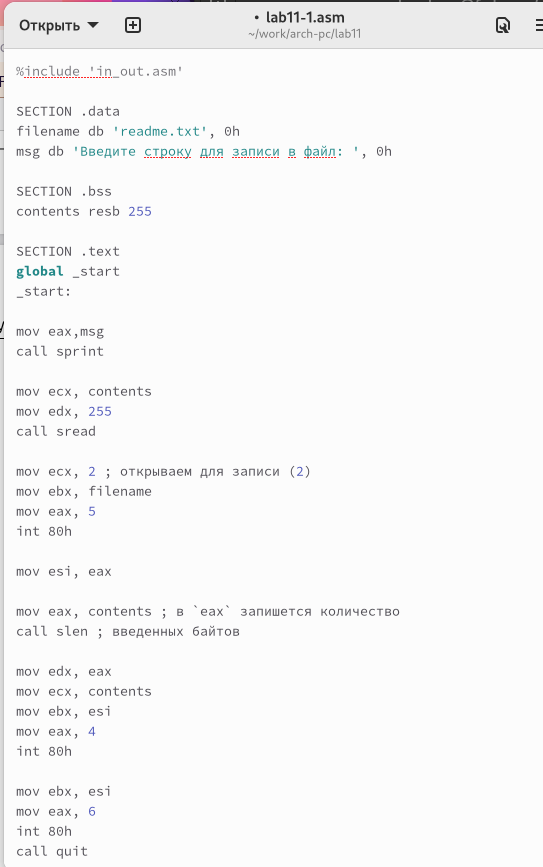 Открыть
• lab11-1.asm
~/work/arch-pc/lab11
%include 'in_out.asm'
SECTION .data
filename db 'readme.txt', 0h
msg db 'Введите строку для записи в файл: ', 0h
SECTION .bss
contents resb 255
SECTION .text
global _start
_start:
mov eax,msg
call sprint
mov ecx, contents
mov edx, 255
call sread
mov ecx, 2 ; открываем для записи (2)
mov ebx, filename
mov eax, 5
int 80h
mov esi, eax
mov eax, contents ; в `eax` запишется количество
call slen ; введенных байтов
mov edx, eax
mov ecx, contents
mov ebx, esi
mov eax, 4
int 80h
mov ebx, esi
mov eax, 6
int 80h
call quit